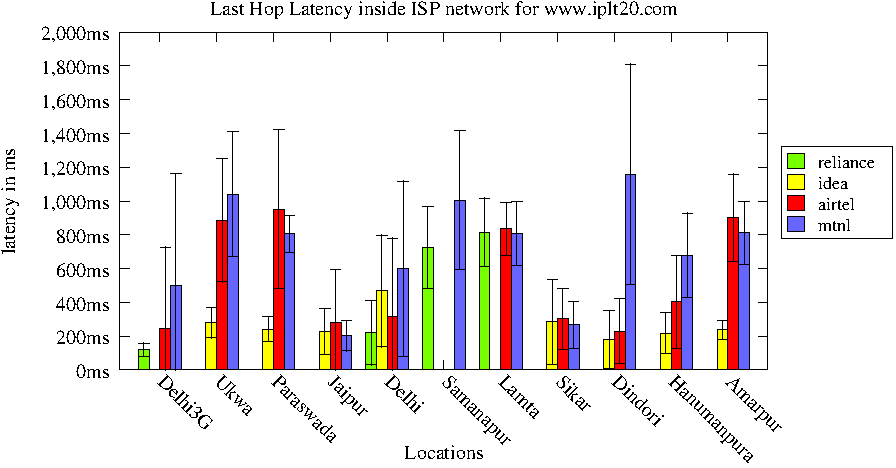 Last Hop Latency inside ISP network for www.iplt20.com
2,000ms
1,800ms
1,600ms
1,400ms
1,200ms
1,000ms
800ms
600ms
400ms
200ms
0ms
latency in ms
reliance
idea
airtel
mtnl
Delhi3G
Ukwa
Paraswada
Jaipur
Delhi
Samanapur
Lamta
Sikar
Dindori
Hanumanpura
Amarpur
Locations